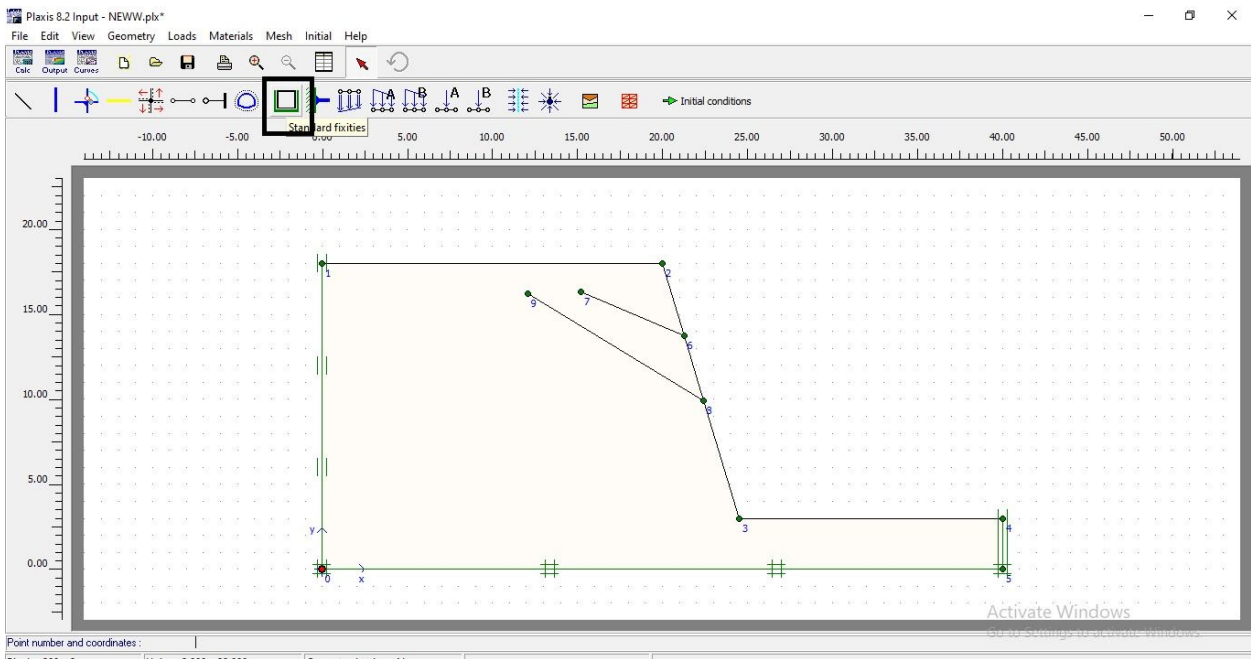 Plaxis 8.2 Input - NEWW.plx*
File Edit View Geometry Loads Materials Mesh Initial Help
Calc Output Curves
A B A B Initial conditions
Standard fixities
-10.00 -5.00 0.00 5.00 10.00 15.00 20.00 25.00 30.00 35.00 40.00 45.00 50.00
20.00
1 2
9 7
15.00
6
10.00
8
5.00
3 4
y
0.00
0 x 5
Activate Windows
Go to Settings to activate Windows.
Point number and coordinates :